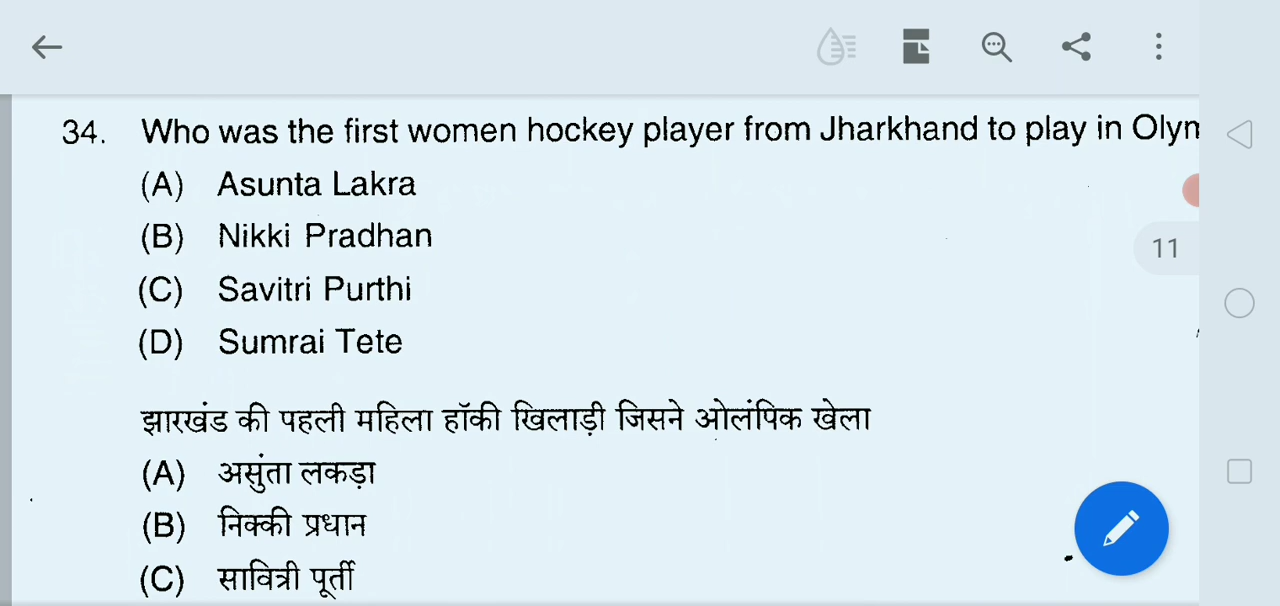 34. Who was the first women hockey player from Jharkhand to play in Olym
(A) Asunta Lakra
(B) Nikki Pradhan
11
(C) Savitri Purthi
(D) Sumrai Tete
झारखंड की पहली महिला हॉकी खिलाड़ी जिसने ओलंपिक खेला
(A) असुंता लकड़ा
(B) निक्की प्रधान
(C) सावित्री पूर्ती